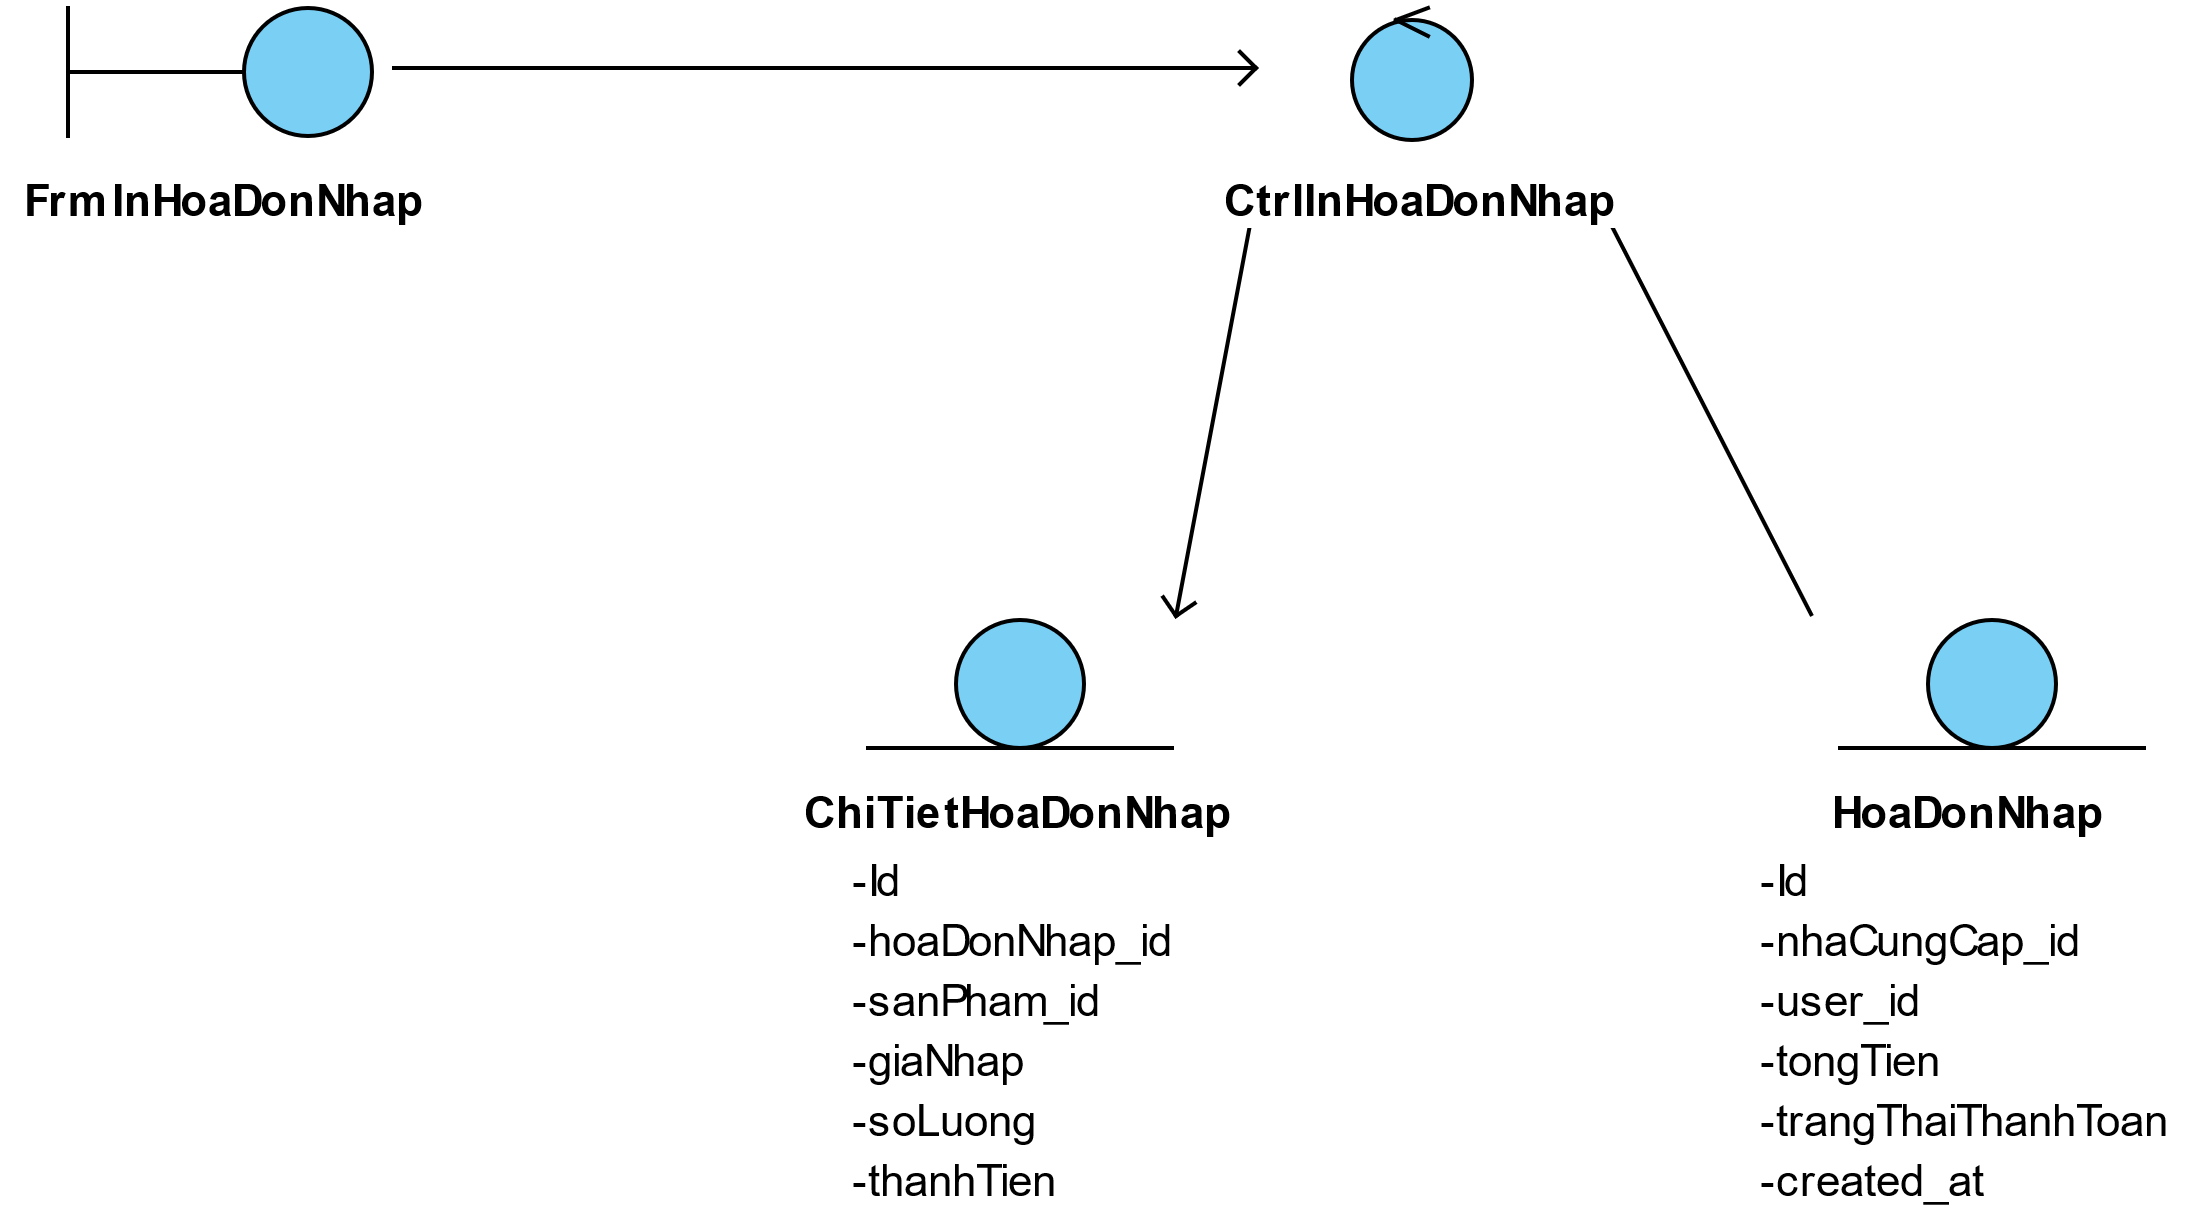 FrmInHoaDonNhap
CtrlInHoaDonNhap
ChiTietHoaDonNhap
-Id
-hoaDonNhap_id
-sanPham_id
-giaNhap
-soLuong
-thanhTien
HoaDonNhap
-Id
-nhaCungCap_id
-user_id
-tongTien
-trangThaiThanhToan
-created_at